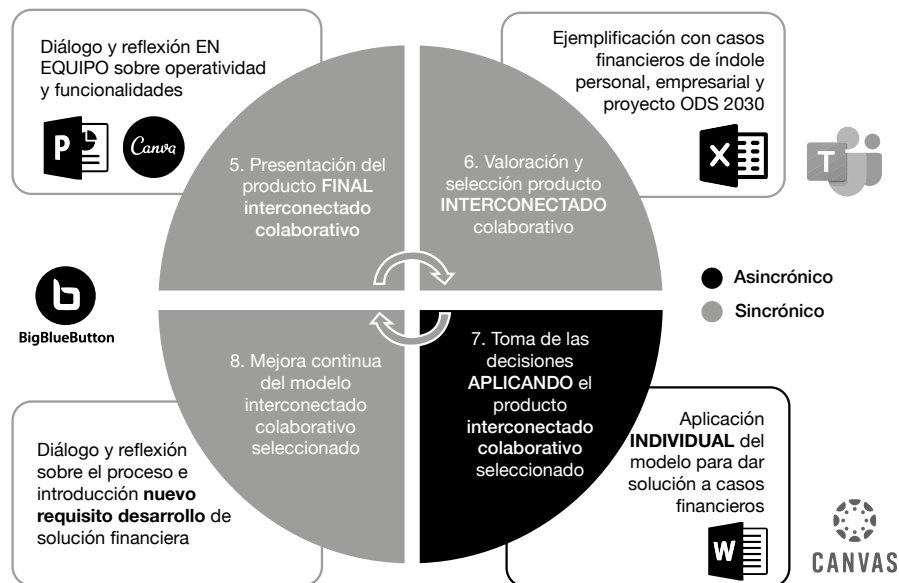 Diálogo y reflexión EN
EQUIPO sobre operatividad
y funcionalidades
P
Canva
Ejemplificación con casos
financieros de índole
personal, empresarial y
proyecto ODS 2030
X
T
5. Presentación del
producto FINAL
interconectado
colaborativo
6. Valoración y
selección producto
INTERCONECTADO
colaborativo
b
BigBlueButton
Asincrónico
Sincrónico
8. Mejora continua
del modelo
interconectado
colaborativo
seleccionado
7. Toma de las
decisiones
APLICANDO el
producto
interconectado
colaborativo
seleccionado
Diálogo y reflexión
sobre el proceso e
introducción nuevo
requisito desarrollo de
solución financiera
Aplicación
INDIVIDUAL del
modelo para dar
solución a casos
financieros
W
CANVAS